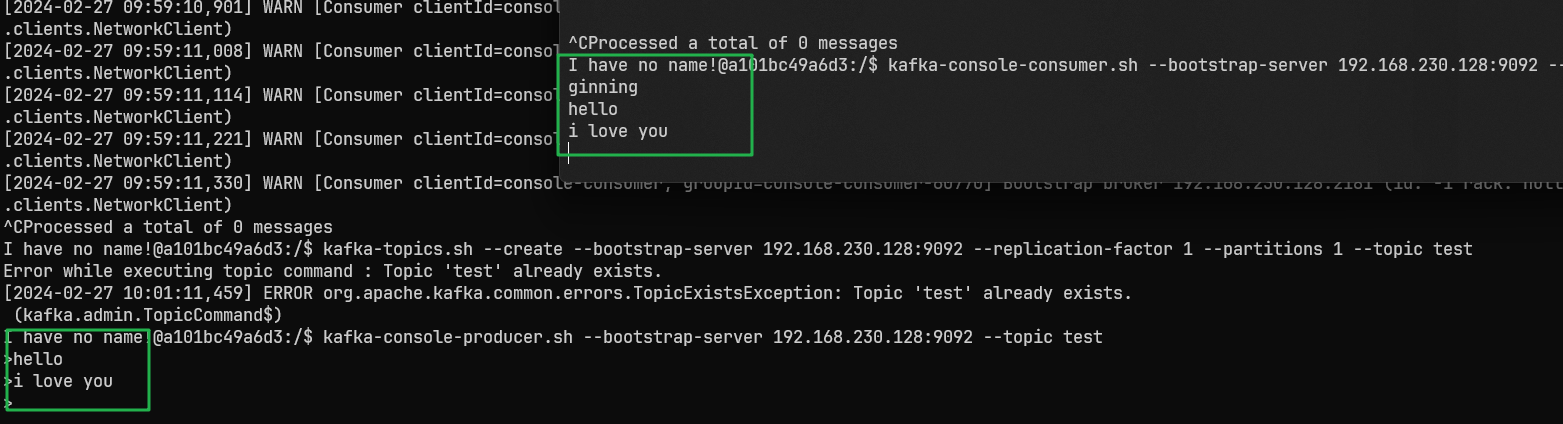 [2024-02-27 09:59:10,901] WARN [Consumer clientId=consol
.clients.NetworkClient)
[2024-02-27 09:59:11,008] WARN [Consumer clientId=consol
.clients.NetworkClient)
[2024-02-27 09:59:11,114] WARN [Consumer clientId=consol
.clients.NetworkClient)
[2024-02-27 09:59:11,221] WARN [Consumer clientId=consol
.clients.NetworkClient)
[2024-02-27 09:59:11,330] WARN [Consumer clientId=console-consumer, groupId=console-consumer-60770] Bootstrap broker 192.168.230.128:2181 (id: -1 rack: null
.clients.NetworkClient)
^CProcessed a total of 0 messages
I have no name!@a101bc49a6d3:/$ kafka-topics.sh --create --bootstrap-server 192.168.230.128:9092 --replication-factor 1 --partitions 1 --topic test
Error while executing topic command : Topic 'test' already exists.
[2024-02-27 10:01:11,459] ERROR org.apache.kafka.common.errors.TopicExistsException: Topic 'test' already exists.
 (kafka.admin.TopicCommand$)
I have no name!@a101bc49a6d3:/$ kafka-console-producer.sh --bootstrap-server 192.168.230.128:9092 --topic test
>hello
>i love you
>
^CProcessed a total of 0 messages
I have no name!@a101bc49a6d3:/$ kafka-console-consumer.sh --bootstrap-server 192.168.230.128:9092 --
ginning
hello
i love you